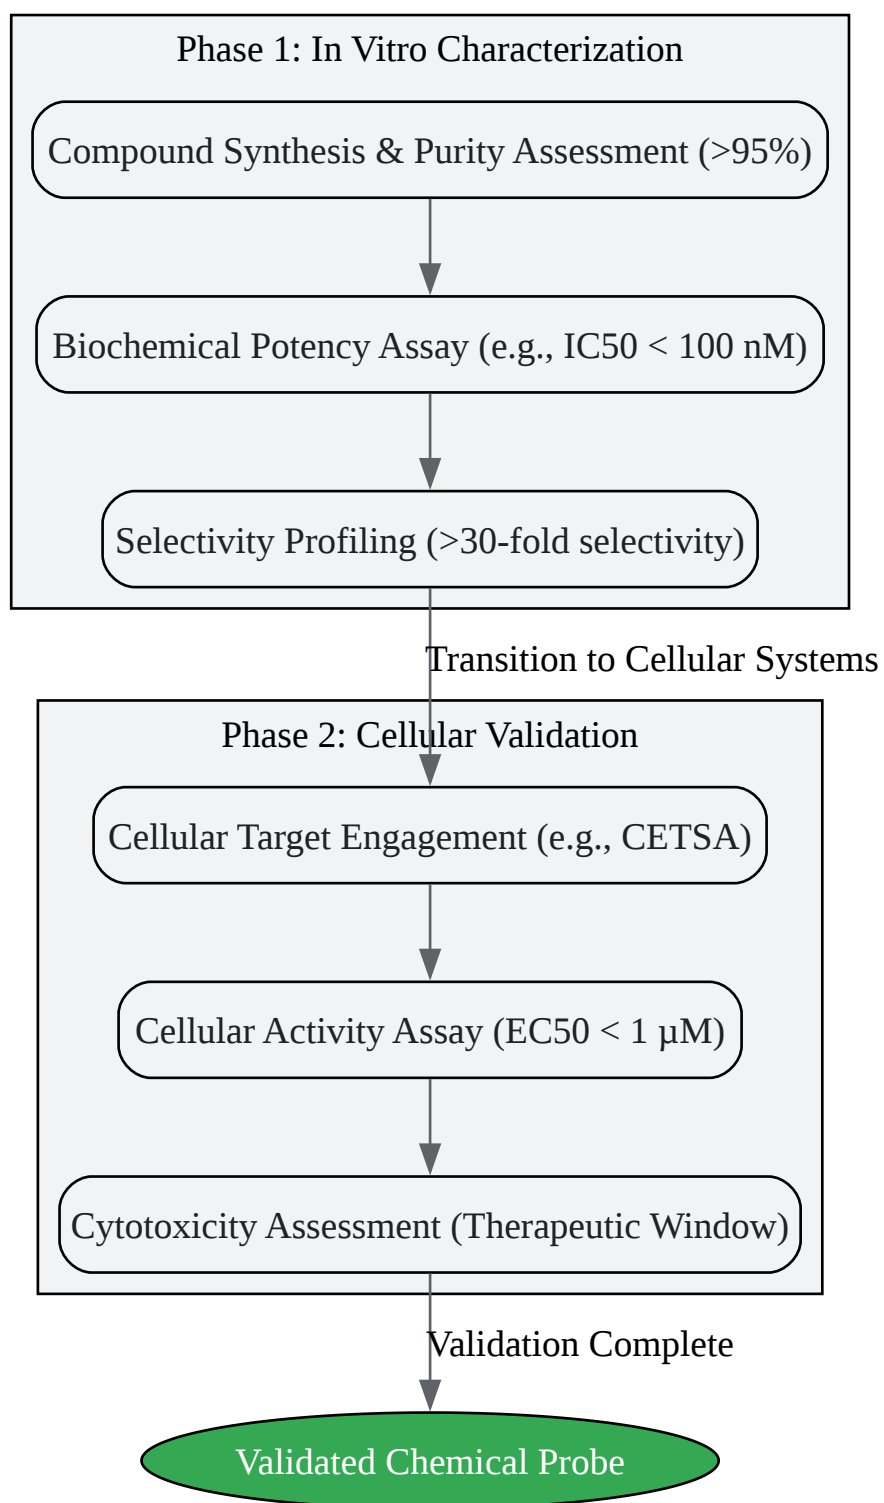 Phase 1: In Vitro Characterization
Compound Synthesis & Purity Assessment (>95%)
Biochemical Potency Assay (e.g., IC50 < 100 nM)
Selectivity Profiling (>30-fold selectivity)
Transition to Cellular Systems
Phase 2: Cellular Validation
Cellular Target Engagement (e.g., CETSA)
Cellular Activity Assay (EC50 < 1 µM)
Cytotoxicity Assessment (Therapeutic Window)
Validation Complete
Validated Chemical Probe